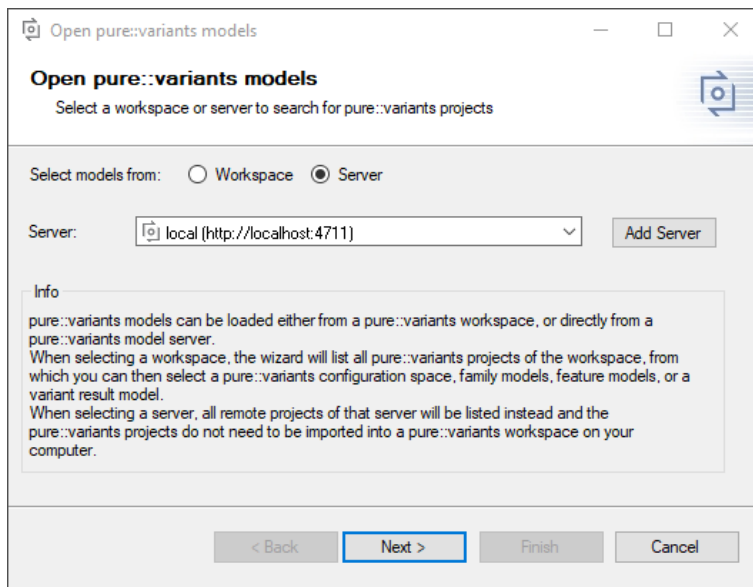 Open pure::variants models
Open pure::variants models
Select a workspace or server to search for pure::variants projects
Select models from: Workspace Server
Server: local (http://localhost:4711) Add Server
Info
pure::variants models can be loaded either from a pure::variants workspace, or directly from a
pure::variants model server.
When selecting a workspace, the wizard will list all pure::variants projects of the workspace, from
which you can then select a pure::variants configuration space, family models, feature models, or a
variant result model.
When selecting a server, all remote projects of that server will be listed instead and the
pure::variants projects do not need to be imported into a pure::variants workspace on your
computer.
< Back Next > Finish Cancel